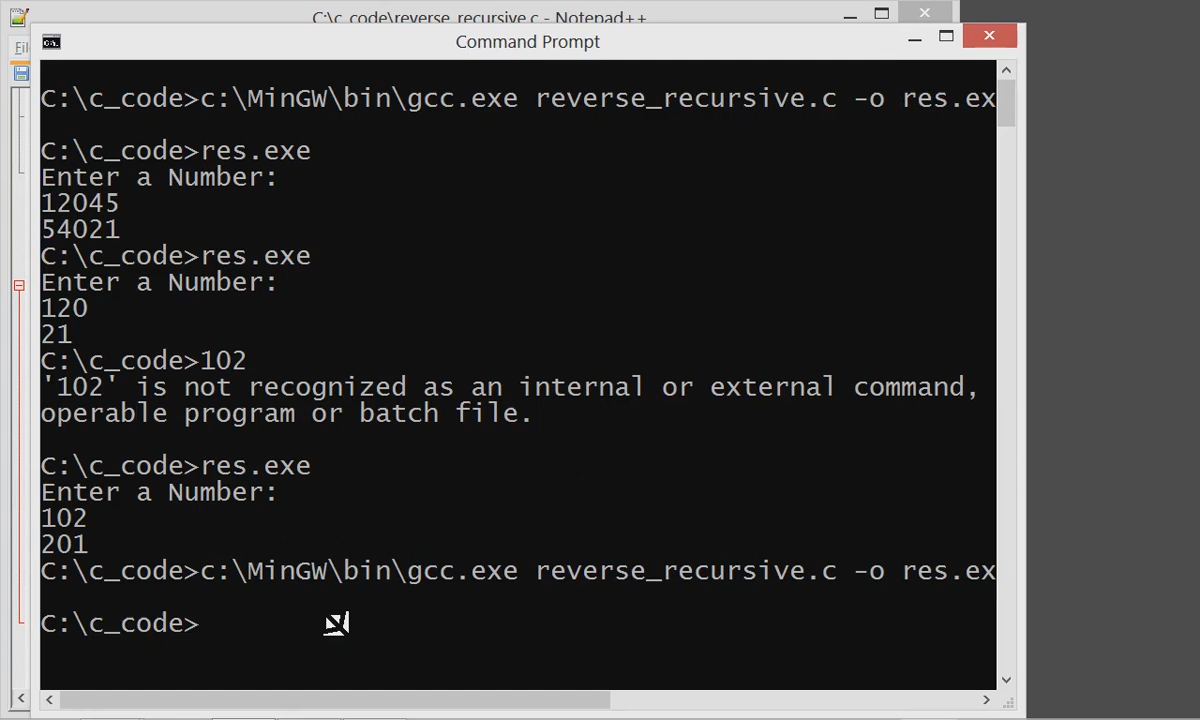 C:\c_code\reverse_recursive.c - Notepad++
Command Prompt
Fil
C:\c_code>c:\MinGW\bin\gcc.exe reverse_recursive.c -o res.ex
C:\c_code>res.exe
Enter a Number:
12045
54021
C:\c_code>res.exe
Enter a Number:
120
21
C:\c_code>102
'102' is not recognized as an internal or external command,
operable program or batch file.
C:\c_code>res.exe
Enter a Number:
102
201
C:\c_code>c:\MinGW\bin\gcc.exe reverse_recursive.c -o res.ex
C:\c_code>